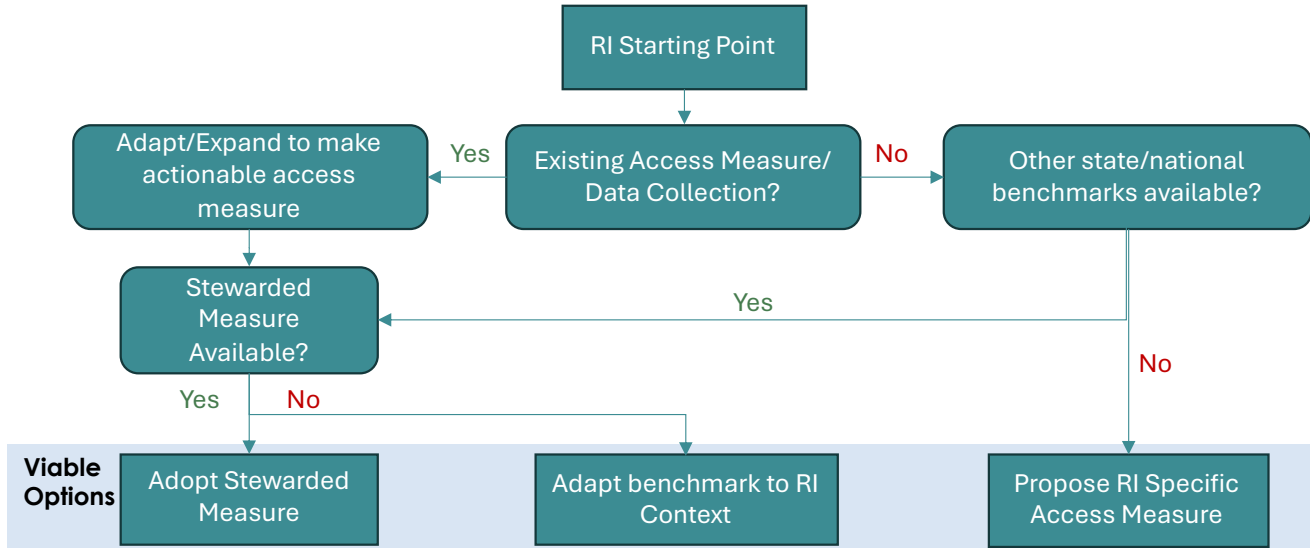 RI Starting Point
Adapt/Expand to make
actionable access
measure
Yes
Existing Access Measure/
Data Collection?
No
Other state/national
benchmarks available?
Stewarded
Measure
Available?
Yes
No
Yes
No
Viable
Options
Adopt Stewarded
Measure
Adapt benchmark to RI
Context
Propose RI Specific
Access Measure